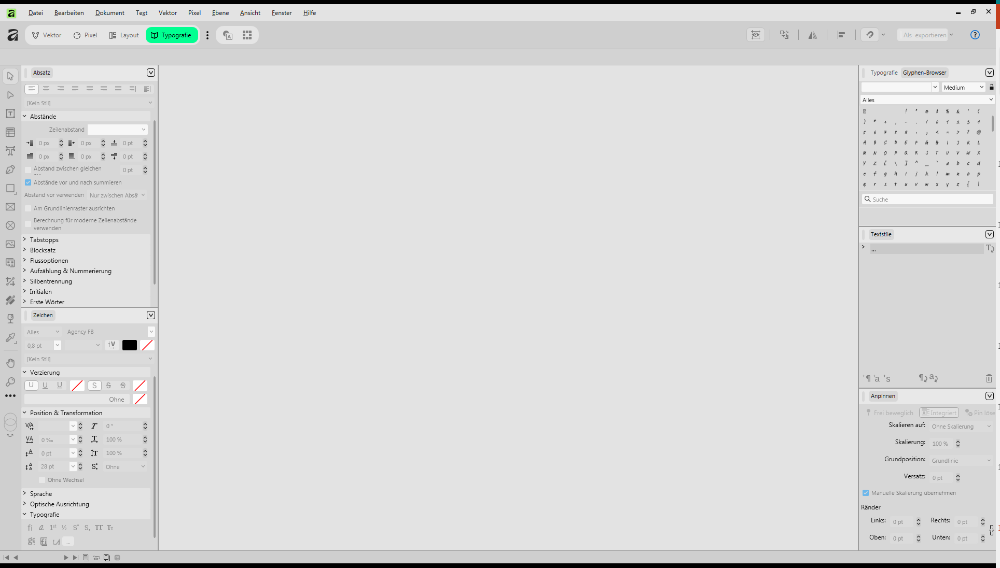 Datei Bearbeiten Dokument Text Vektor Pixel Ebene Ansicht Fenster Hilfe
Vektor Pixel Layout Typografie Als exportieren
Absatz
[Kein Stil]
Abstände
Zeilenabstand
0 px 0 px 0 pt
0 px 0 px 0 pt
Abstand zwischen gleichen 0 pt
Abstände vor und nach summieren
Abstand vor verwenden Nur zwischen Absä
Am Grundlinienraster ausrichten
Berechnung für moderne Zeilenabstände
verwenden
Tabstopps
Blocksatz
Flussoptionen
Aufzählung & Nummerierung
Silbentrennung
Initialen
Erste Wörter
Zeichen
Alles Agency FB
0,8 pt
[Kein Stil]
Verzierung
U U U S S S
Ohne
Position & Transformation
0 °
0 ‰ 100 %
0 pt 100 %
28 pt Ohne
Ohne Wechsel
Sprache
Optische Ausrichtung
Typografie
fi a 1st ½ S S TT TT
...
Typografie Glyphen-Browser
Medium
Alles
! " # $ % & ' (
) * + , - . / 0 1 2 3 4
5 6 7 8 9 : ; < = > ? @
A B C D E F G H I J K L
M N O P Q R S T U V W X
Y Z [ \ ] ^ _ ` a b c d
e f g h i j k l m n o p
q r s t u v w x y z { |
Suche
Textstile
...
Anpinnen
Frei beweglich Integriert Pin löse
Skalieren auf: Ohne Skalierung
Skalierung: 100 %
Grundposition: Grundlinie
Versatz: 0 pt
Manuelle Skalierung übernehmen
Ränder
Links: 0 pt Rechts: 0 pt
Oben: 0 pt Unten: 0 pt